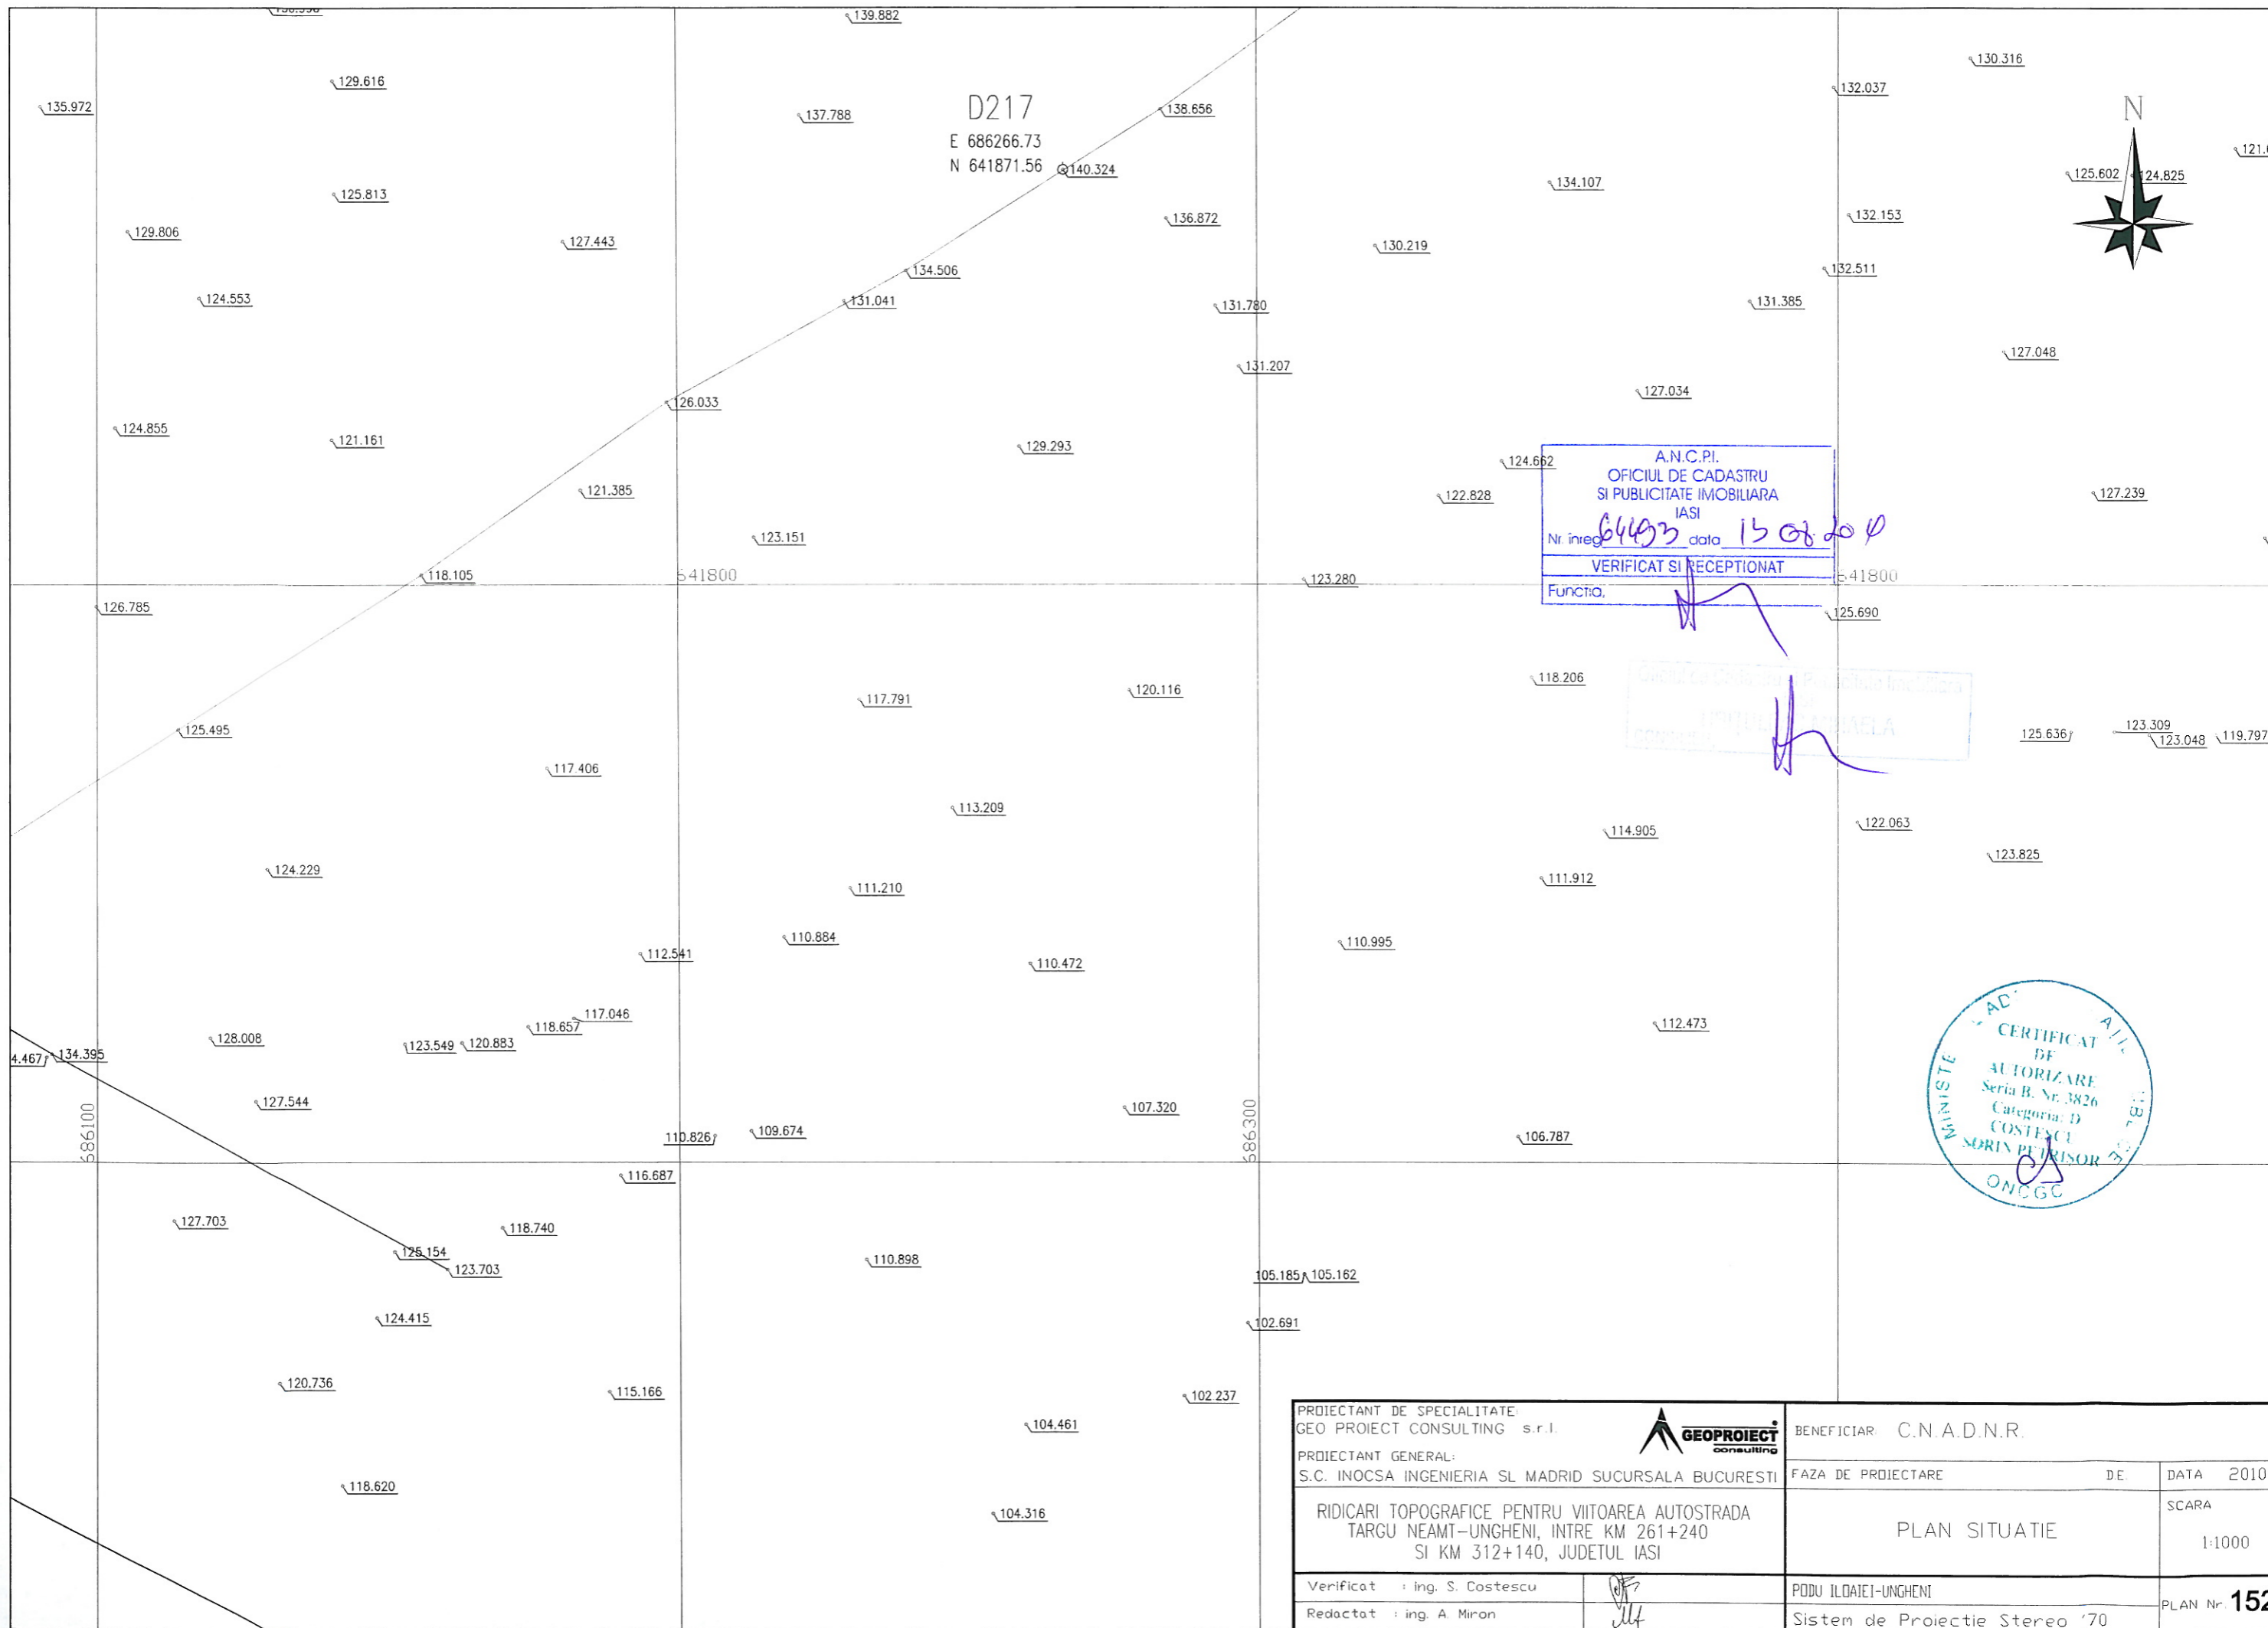 139.882
130.316
129.616
132.037
135.972
137.788
D217
138.656
N
E 686266.73
N 641871.56
140.324
125.602
124.825
134.107
125.813
136.872
132.153
129.806
127.443
130.219
134.506
132.511
124.553
131.041
131.780
131.385
127.048
131.207
127.034
126.033
124.855
121.161
129.293
124.662
A.N.C.P.I.
OFICIUL DE CADASTRU
SI PUBLICITATE IMOBILIARA
IASI
Nr. inreg 64493 data
VERIFICAT SI RECEPTIONAT
Functia,
121.385
122.828
127.239
123.151
118.105
641800
123.280
641800
126.785
125.690
118.206
120.116
117.791
125.495
125.636
123.309
123.048
119.797
117.406
113.209
114.905
122.063
123.825
124.229
111.912
111.210
110.884
110.995
112.541
110.472
117.046
118.657
112.473
128.008
123.549
120.883
4.467
134.395
CERTIFICAT
DE
AUTORIZARE
Seria B. Nr. 3826
Categoria: D
COSTESCU
SORIN PETRISOR
ONCGC
127.544
107.320
686100
686300
110.826
109.674
106.787
116.687
127.703
118.740
125.154
123.703
110.898
105.185
105.162
124.415
102.691
120.736
115.166
102.237
104.461
118.620
104.316
PROIECTANT DE SPECIALITATE:
GEO PROIECT CONSULTING s.r.l.
GEOPROIECT
consulting
PROIECTANT GENERAL:
S.C. INOCSA INGENIERIA SL MADRID SUCURSALA BUCURESTI
BENEFICIAR: C.N.A.D.N.R.
FAZA DE PROIECTARE D.E.
DATA 2010
RIDICARI TOPOGRAFICE PENTRU VIITOAREA AUTOSTRADA
TARGU NEAMT-UNGHENI, INTRE KM 261+240
SI KM 312+140, JUDETUL IASI
PLAN SITUATIE
SCARA
1:1000
Verificat : ing. S. Costescu
Redactat : ing. A. Miron
PODU ILOAIEI-UNGHENI
Sistem de Proiectie Stereo '70
PLAN Nr. 152